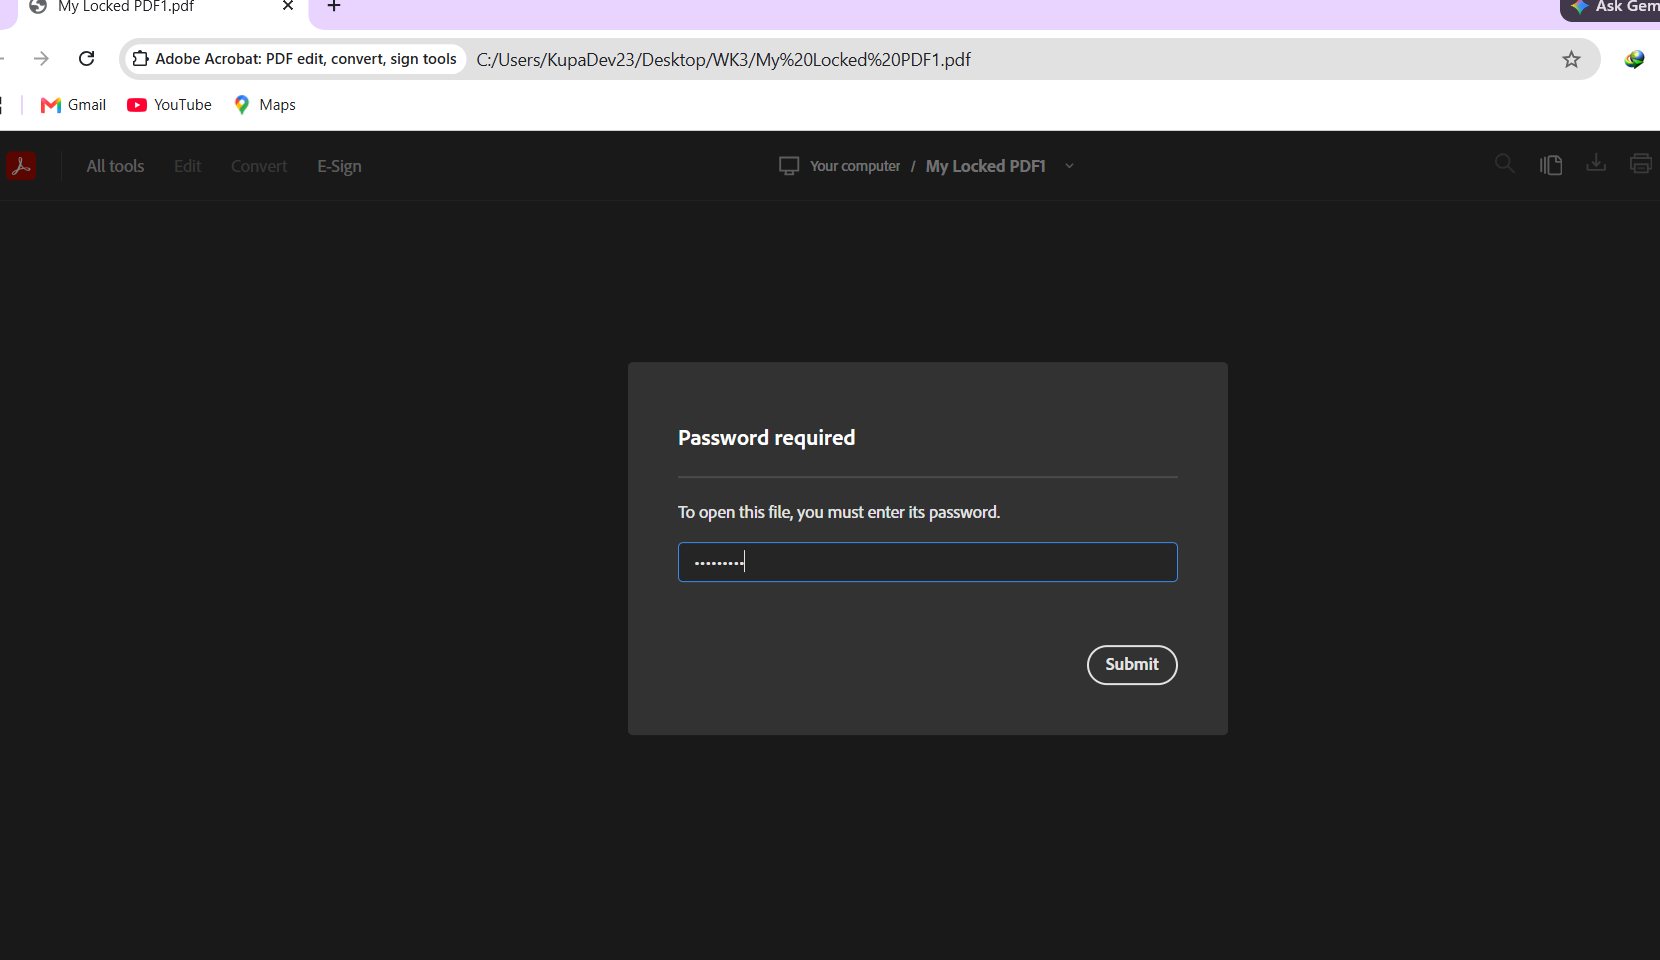 My Locked PDF1.pdf
Adobe Acrobat: PDF edit, convert, sign tools C:/Users/KupaDev23/Desktop/WK3/My%20Locked%20PDF1.pdf
Gmail YouTube Maps
All tools Edit Convert E-Sign Your computer / My Locked PDF1
Password required
To open this file, you must enter its password.
Submit